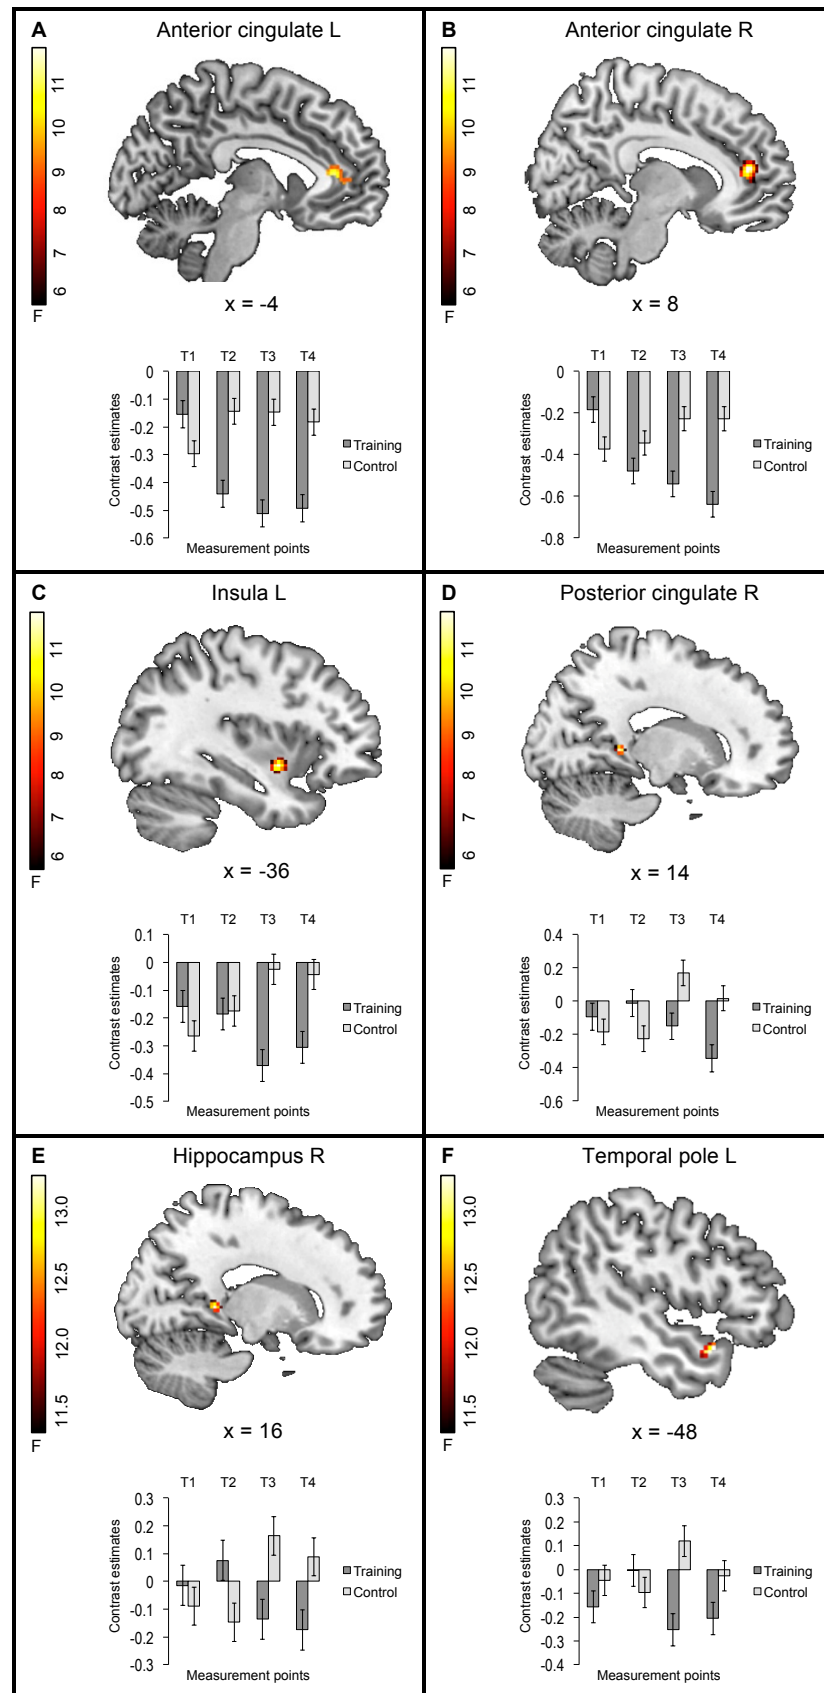 A Anterior cingulate L
11
10
9
8
7
6
F
x = -4
T1 T2 T3 T4
0
-0.1
-0.2
-0.3
-0.4
-0.5
-0.6
Contrast estimates
Training
Control
Measurement points
B Anterior cingulate R
11
10
9
8
7
6
F
x = 8
T1 T2 T3 T4
0
-0.2
-0.4
-0.6
-0.8
Contrast estimates
Training
Control
Measurement points
C Insula L
11
10
9
8
7
6
F
x = -36
T1 T2 T3 T4
0.1
0
-0.1
-0.2
-0.3
-0.4
-0.5
Contrast estimates
Training
Control
Measurement points
D Posterior cingulate R
11
10
9
8
7
6
F
x = 14
T1 T2 T3 T4
0.4
0.2
0
-0.2
-0.4
-0.6
Contrast estimates
Training
Control
Measurement points
E Hippocampus R
13.0
12.5
12.0
11.5
F
x = 16
T1 T2 T3 T4
0.3
0.2
0.1
0
-0.1
-0.2
-0.3
Contrast estimates
Training
Control
Measurement points
F Temporal pole L
13.0
12.5
12.0
11.5
F
x = -48
T1 T2 T3 T4
0.3
0.2
0.1
0
-0.1
-0.2
-0.3
-0.4
Contrast estimates
Training
Control
Measurement points